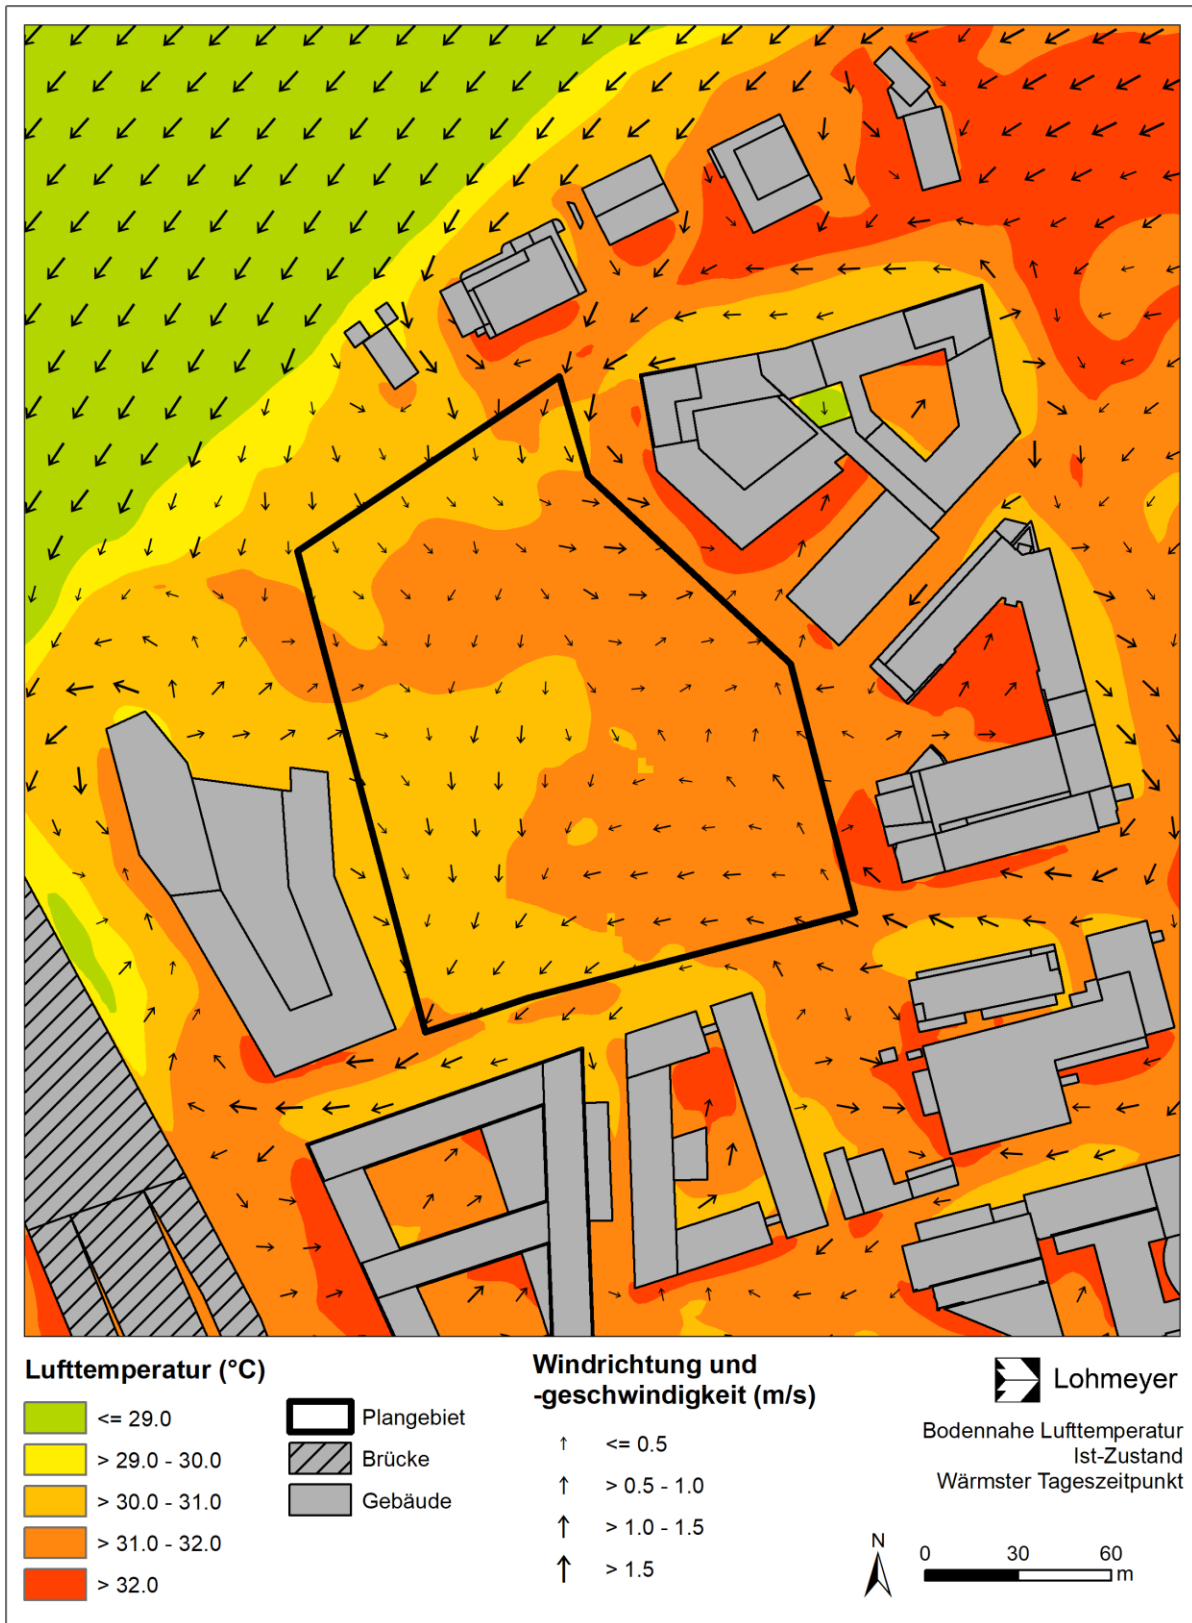 Lufttemperatur (°C)
<= 29.0
> 29.0 - 30.0
> 30.0 - 31.0
> 31.0 - 32.0
> 32.0
Plangebiet
Brücke
Gebäude
Windrichtung und
-geschwindigkeit (m/s)
<= 0.5
> 0.5 - 1.0
> 1.0 - 1.5
> 1.5
Lohmeyer
Bodennahe Lufttemperatur
Ist-Zustand
Wärmster Tageszeitpunkt
N
0 30 60
m